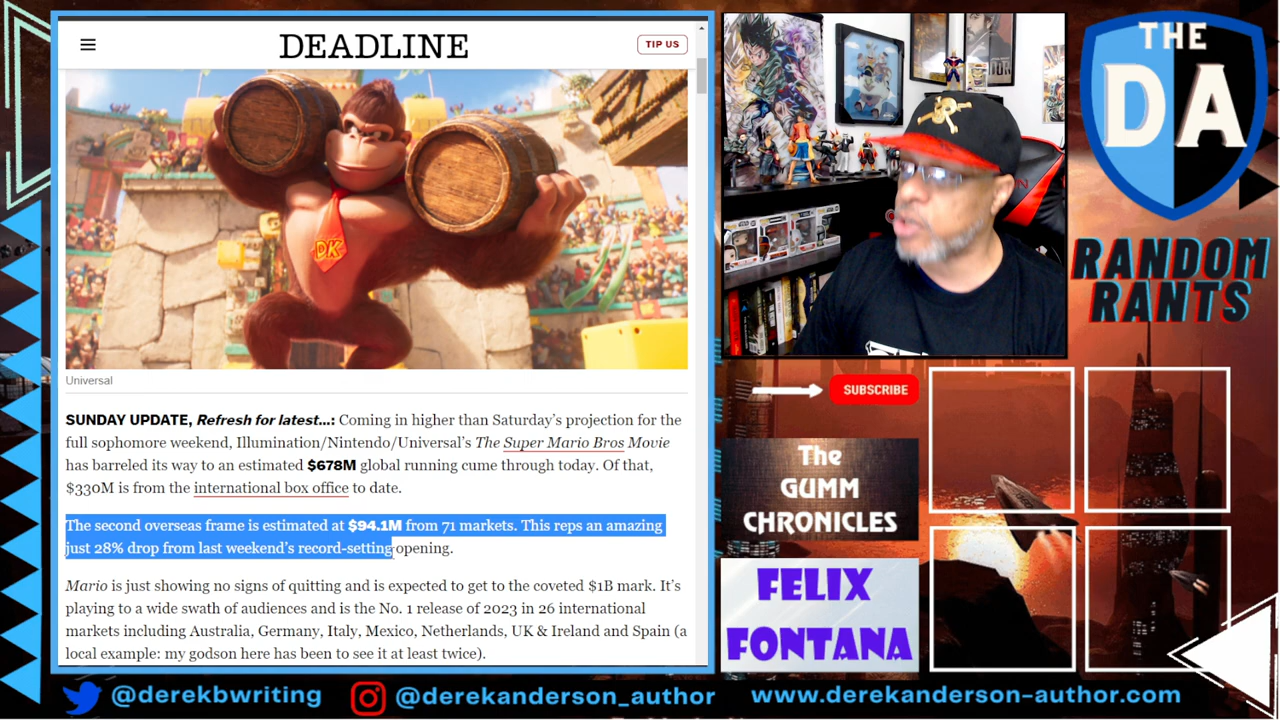 DEADLINE
TIP US
DK
Universal
SUNDAY UPDATE, Refresh for latest…: Coming in higher than Saturday's projection for the
full sophomore weekend, Illumination/Nintendo/Universal's The Super Mario Bros Movie
has barreled its way to an estimated $678M global running cume through today. Of that,
$330M is from the international box office to date.
The second overseas frame is estimated at $94.1M from 71 markets. This reps an amazing
just 28% drop from last weekend's record-setting opening.
Mario is just showing no signs of quitting and is expected to get to the coveted $1B mark. It's
playing to a wide swath of audiences and is the No. 1 release of 2023 in 26 international
markets including Australia, Germany, Italy, Mexico, Netherlands, UK & Ireland and Spain (a
local example: my godson here has been to see it at least twice).
THE
DA
RANDOM
RANTS
SUBSCRIBE
The
GUMM
CHRONICLES
FELIX
FONTANA
@derekbwriting
@derekanderson_author
www.derekanderson-author.com